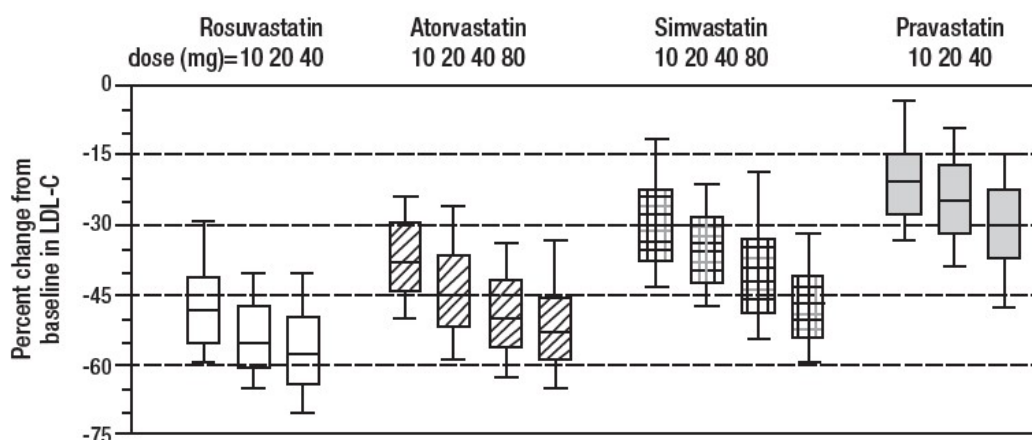 Rosuvastatin Atorvastatin Simvastatin Pravastatin
dose (mg)=10 20 40 10 20 40 80 10 20 40 80 10 20 40
0
-15
-30
-45
-60
-75
Percent change from
baseline in LDL-C